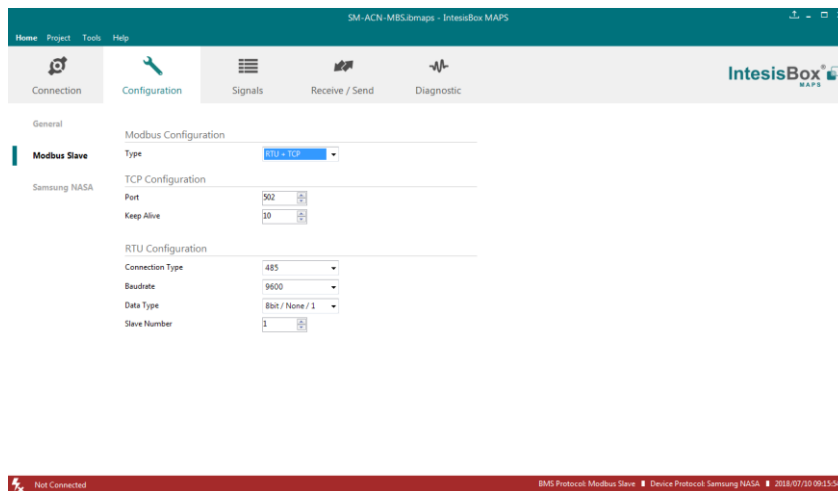 SM-ACN-MBS.ibmaps - IntesisBox MAPS
Home Project Tools Help
Connection Configuration Signals Receive / Send Diagnostic
IntesisBox®
MAPS
General
Modbus Slave
Samsung NASA
Modbus Configuration
Type RTU + TCP
TCP Configuration
Port 502
Keep Alive 10
RTU Configuration
Connection Type 485
Baudrate 9600
Data Type 8bit / None / 1
Slave Number 1
Not Connected BMS Protocol: Modbus Slave Device Protocol: Samsung NASA 2018/07/10